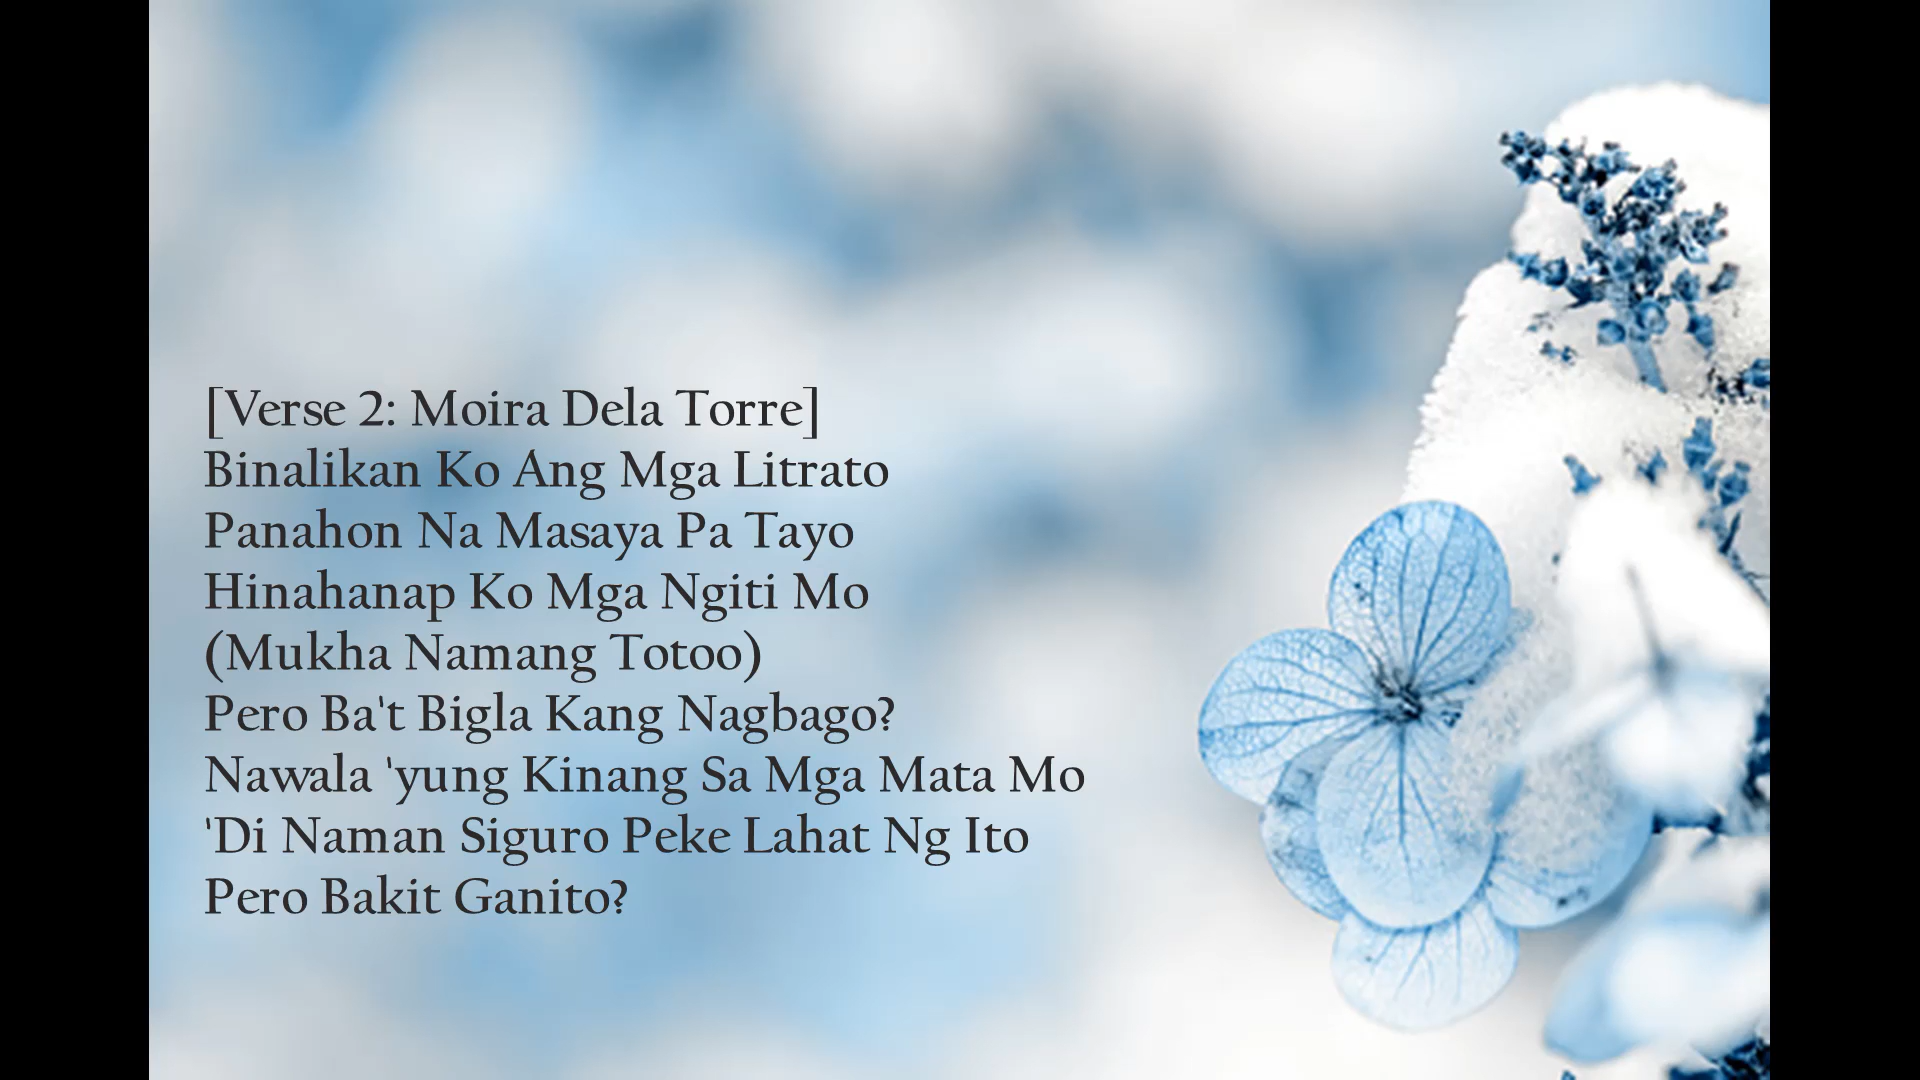 [Verse 2: Moira Dela Torre]
Binalikan Ko Ang Mga Litrato
Panahon Na Masaya Pa Tayo
Hinahanap Ko Mga Ngiti Mo
(Mukha Namang Totoo)
Pero Ba't Bigla Kang Nagbago?
Nawala 'yung Kinang Sa Mga Mata Mo
'Di Naman Siguro Peke Lahat Ng Ito
Pero Bakit Ganito?